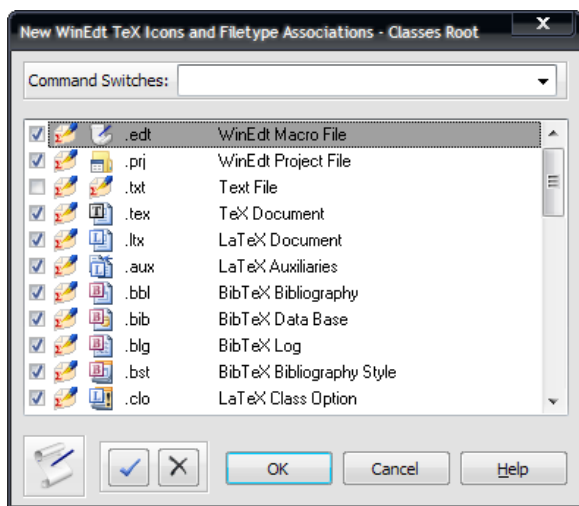 New WinEdt TeX Icons and Filetype Associations - Classes Root x
Command Switches:
.edt WinEdt Macro File
.prj WinEdt Project File
.txt Text File
.tex TeX Document
.ltx LaTeX Document
.aux LaTeX Auxiliaries
.bbl BibTeX Bibliography
.bib BibTeX Data Base
.blg BibTeX Log
.bst BibTeX Bibliography Style
.clo LaTeX Class Option
OK Cancel Help